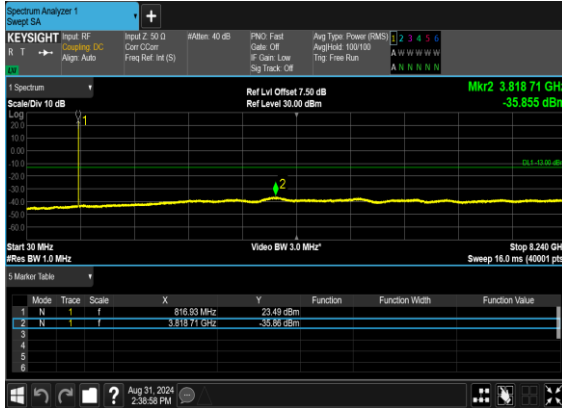 Spectrum Analyzer 1
Swept SA
+
KEYSIGHT Input: RF Input Z: 50 Ω #Atten: 40 dB PNO: Fast Avg Type: Power (RMS) 1 2 3 4 5 6
R T Coupling: DC Corr CCorr Gate: Off Avg|Hold: 100/100 A W W W W W
Align: Auto Freq Ref: Int (S) IF Gain: Low Trig: Free Run
Sig Track: Off A N N N N N
1 Spectrum Ref Lvl Offset 7.50 dB Mkr2 3.818 71 GHz
Scale/Div 10 dB Ref Level 30.00 dBm -35.855 dBm
Log
20.0
10.0
0.00
-10.0
-20.0
-30.0
-40.0
-50.0
-60.0
1
DL1 -13.00 dBm
2
Start 30 MHz Video BW 3.0 MHz* Stop 8.240 GHz
#Res BW 1.0 MHz Sweep 16.0 ms (40001 pts)
5 Marker Table
Mode Trace Scale X Y Function Function Width Function Value
1 N 1 f 816.93 MHz 23.49 dBm
2 N 1 f 3.818 71 GHz -35.86 dBm
3
4
5
6
? Aug 31, 2024
2:38:58 PM